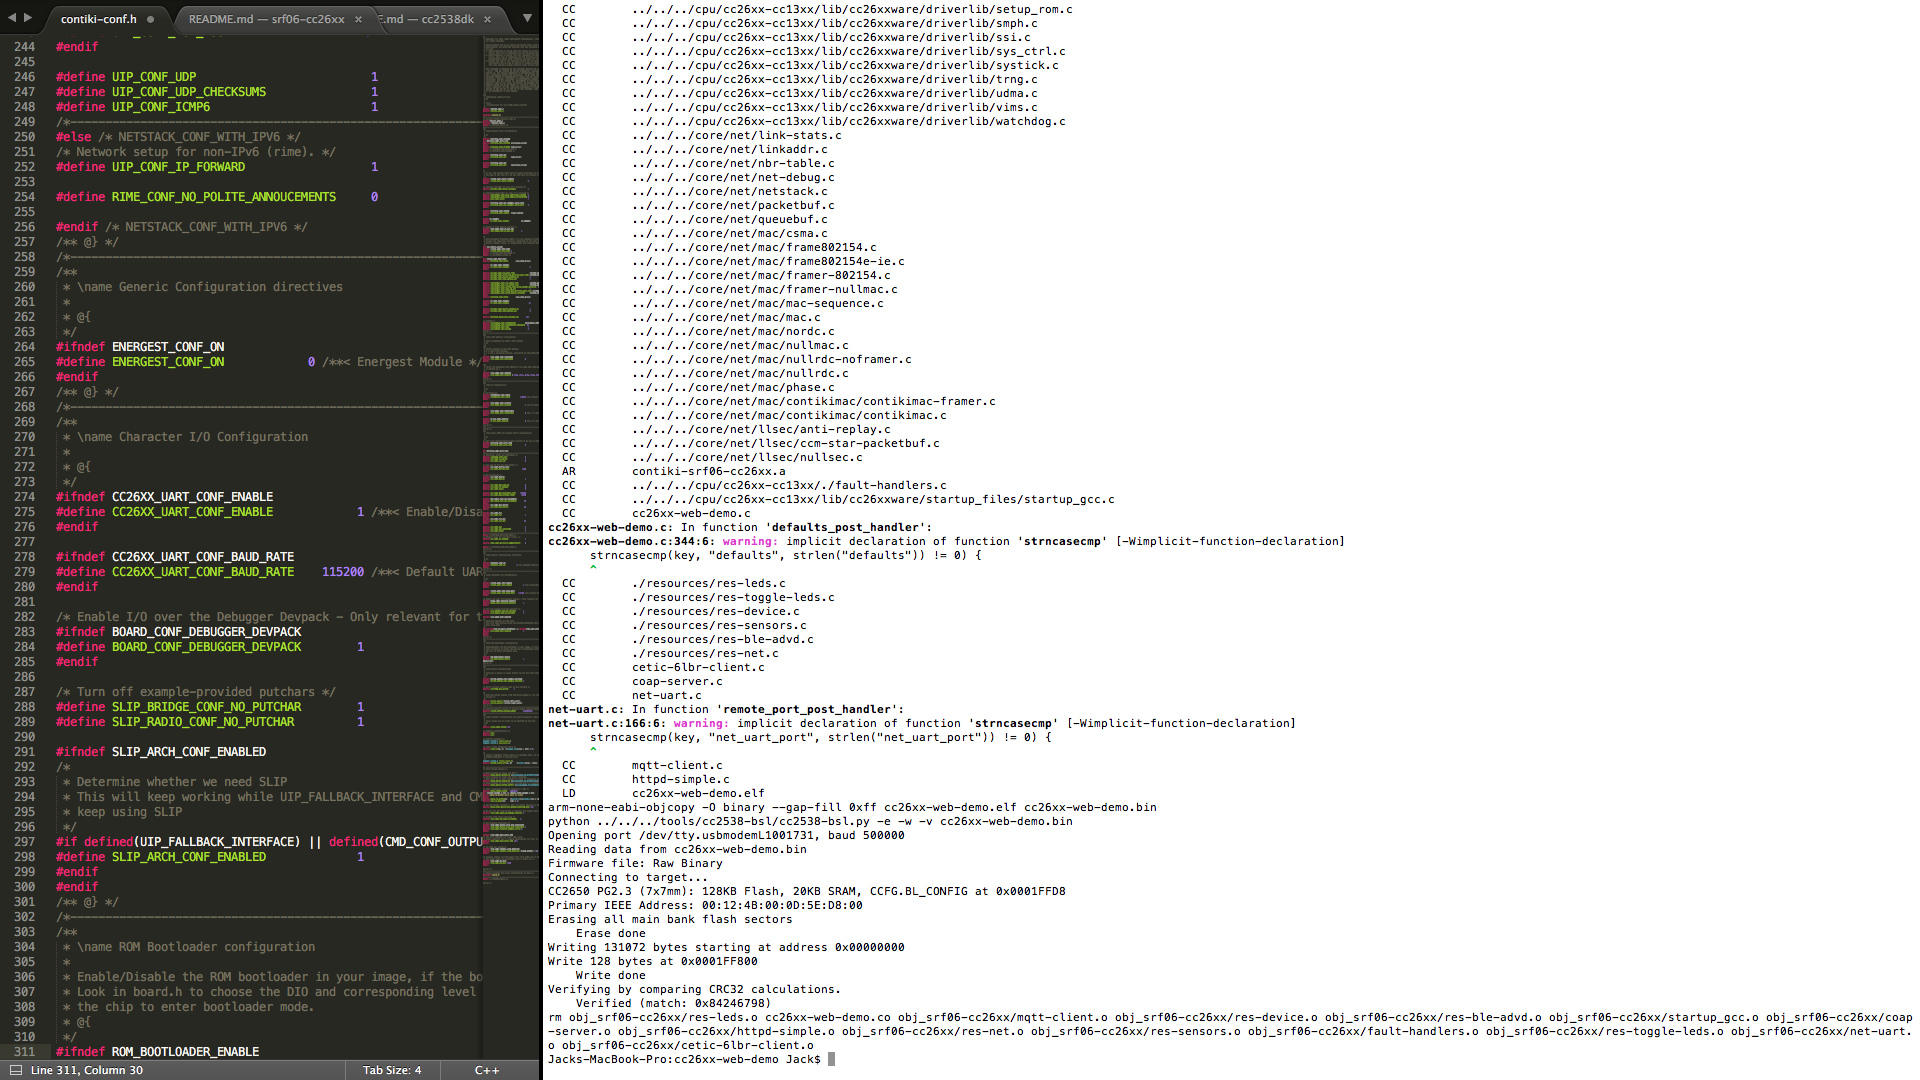 contiki-conf.h
README.md — srf06-cc26xx
E.md — cc2538dk
244 #endif
245
246 #define UIP_CONF_UDP 1
247 #define UIP_CONF_UDP_CHECKSUMS 1
248 #define UIP_CONF_ICMP6 1
249 /*---------------------------------------------------------------------------
250 #else /* NETSTACK_CONF_WITH_IPV6 */
251 /* Network setup for non-IPv6 (rime). */
252 #define UIP_CONF_IP_FORWARD 1
253
254 #define RIME_CONF_NO_POLITE_ANNOUCEMENTS 0
255
256 #endif /* NETSTACK_CONF_WITH_IPV6 */
257 /** @} */
258 /*---------------------------------------------------------------------------
259 /**
260 * \name Generic Configuration directives
261 *
262 * @{
263 */
264 #ifndef ENERGEST_CONF_ON
265 #define ENERGEST_CONF_ON 0 /**< Energest Module */
266 #endif
267 /** @} */
268 /*---------------------------------------------------------------------------
269 /**
270 * \name Character I/O Configuration
271 *
272 * @{
273 */
274 #ifndef CC26XX_UART_CONF_ENABLE
275 #define CC26XX_UART_CONF_ENABLE 1 /**< Enable/Disa
276 #endif
277
278 #ifndef CC26XX_UART_CONF_BAUD_RATE
279 #define CC26XX_UART_CONF_BAUD_RATE 115200 /**< Default UAR
280 #endif
281
282 /* Enable I/O over the Debugger Devpack - Only relevant for t
283 #ifndef BOARD_CONF_DEBUGGER_DEVPACK
284 #define BOARD_CONF_DEBUGGER_DEVPACK 1
285 #endif
286
287 /* Turn off example-provided putchars */
288 #define SLIP_BRIDGE_CONF_NO_PUTCHAR 1
289 #define SLIP_RADIO_CONF_NO_PUTCHAR 1
290
291 #ifndef SLIP_ARCH_CONF_ENABLED
292 /*
293 * Determine whether we need SLIP
294 * This will keep working while UIP_FALLBACK_INTERFACE and CM
295 * keep using SLIP
296 */
297 #if defined(UIP_FALLBACK_INTERFACE) || defined(CMD_CONF_OUTPU
298 #define SLIP_ARCH_CONF_ENABLED 1
299 #endif
300 #endif
301 /** @} */
302 /*---------------------------------------------------------------------------
303 /**
304 * \name ROM Bootloader configuration
305 *
306 * Enable/Disable the ROM bootloader in your image, if the bo
307 * Look in board.h to choose the DIO and corresponding level
308 * the chip to enter bootloader mode.
309 * @{
310 */
311 #ifndef ROM_BOOTLOADER_ENABLE
Line 311, Column 30
Tab Size: 4
C++
CC ../../../cpu/cc26xx-cc13xx/lib/cc26xxware/driverlib/setup_rom.c
CC ../../../cpu/cc26xx-cc13xx/lib/cc26xxware/driverlib/smph.c
CC ../../../cpu/cc26xx-cc13xx/lib/cc26xxware/driverlib/ssi.c
CC ../../../cpu/cc26xx-cc13xx/lib/cc26xxware/driverlib/sys_ctrl.c
CC ../../../cpu/cc26xx-cc13xx/lib/cc26xxware/driverlib/systick.c
CC ../../../cpu/cc26xx-cc13xx/lib/cc26xxware/driverlib/trng.c
CC ../../../cpu/cc26xx-cc13xx/lib/cc26xxware/driverlib/udma.c
CC ../../../cpu/cc26xx-cc13xx/lib/cc26xxware/driverlib/vims.c
CC ../../../cpu/cc26xx-cc13xx/lib/cc26xxware/driverlib/watchdog.c
CC ../../../core/net/link-stats.c
CC ../../../core/net/linkaddr.c
CC ../../../core/net/nbr-table.c
CC ../../../core/net/net-debug.c
CC ../../../core/net/netstack.c
CC ../../../core/net/packetbuf.c
CC ../../../core/net/queuebuf.c
CC ../../../core/net/mac/csma.c
CC ../../../core/net/mac/frame802154.c
CC ../../../core/net/mac/frame802154e-ie.c
CC ../../../core/net/mac/framer-802154.c
CC ../../../core/net/mac/framer-nullmac.c
CC ../../../core/net/mac/mac-sequence.c
CC ../../../core/net/mac/mac.c
CC ../../../core/net/mac/nordc.c
CC ../../../core/net/mac/nullmac.c
CC ../../../core/net/mac/nullrdc-noframer.c
CC ../../../core/net/mac/nullrdc.c
CC ../../../core/net/mac/phase.c
CC ../../../core/net/mac/contikimac/contikimac-framer.c
CC ../../../core/net/mac/contikimac/contikimac.c
CC ../../../core/net/llsec/anti-replay.c
CC ../../../core/net/llsec/ccm-star-packetbuf.c
CC ../../../core/net/llsec/nullsec.c
AR contiki-srf06-cc26xx.a
CC ../../../cpu/cc26xx-cc13xx/./fault-handlers.c
CC ../../../cpu/cc26xx-cc13xx/lib/cc26xxware/startup_files/startup_gcc.c
CC cc26xx-web-demo.c
cc26xx-web-demo.c: In function 'defaults_post_handler':
cc26xx-web-demo.c:344:6: warning: implicit declaration of function 'strncasecmp' [-Wimplicit-function-declaration]
strncasecmp(key, "defaults", strlen("defaults")) != 0) {
^
CC ./resources/res-leds.c
CC ./resources/res-toggle-leds.c
CC ./resources/res-device.c
CC ./resources/res-sensors.c
CC ./resources/res-ble-advd.c
CC ./resources/res-net.c
CC cetic-6lbr-client.c
CC coap-server.c
CC net-uart.c
net-uart.c: In function 'remote_port_post_handler':
net-uart.c:166:6: warning: implicit declaration of function 'strncasecmp' [-Wimplicit-function-declaration]
strncasecmp(key, "net_uart_port", strlen("net_uart_port")) != 0) {
^
CC mqtt-client.c
CC httpd-simple.c
LD cc26xx-web-demo.elf
arm-none-eabi-objcopy -O binary --gap-fill 0xff cc26xx-web-demo.elf cc26xx-web-demo.bin
python ../../../tools/cc2538-bsl/cc2538-bsl.py -e -w -v cc26xx-web-demo.bin
Opening port /dev/tty.usbmodemL1001731, baud 500000
Reading data from cc26xx-web-demo.bin
Firmware file: Raw Binary
Connecting to target...
CC2650 PG2.3 (7x7mm): 128KB Flash, 20KB SRAM, CCFG.BL_CONFIG at 0x0001FFD8
Primary IEEE Address: 00:12:4B:00:0D:5E:D8:00
Erasing all main bank flash sectors
Erase done
Writing 131072 bytes starting at address 0x00000000
Write 128 bytes at 0x0001FF800
Write done
Verifying by comparing CRC32 calculations.
Verified (match: 0x84246798)
rm obj_srf06-cc26xx/res-leds.o cc26xx-web-demo.co obj_srf06-cc26xx/mqtt-client.o obj_srf06-cc26xx/res-device.o obj_srf06-cc26xx/res-ble-advd.o obj_srf06-cc26xx/startup_gcc.o obj_srf06-cc26xx/coap
-server.o obj_srf06-cc26xx/httpd-simple.o obj_srf06-cc26xx/res-net.o obj_srf06-cc26xx/res-sensors.o obj_srf06-cc26xx/fault-handlers.o obj_srf06-cc26xx/res-toggle-leds.o obj_srf06-cc26xx/net-uart.
o obj_srf06-cc26xx/cetic-6lbr-client.o
Jacks-MacBook-Pro:cc26xx-web-demo Jack$